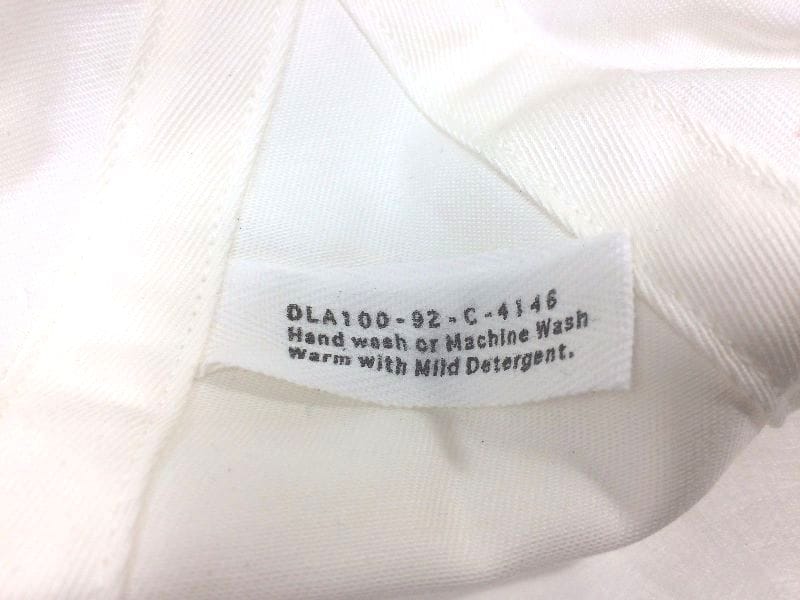 DLA100-92-C-4146
Hand wash or Machine Wash
Warm with Mild Detergent.